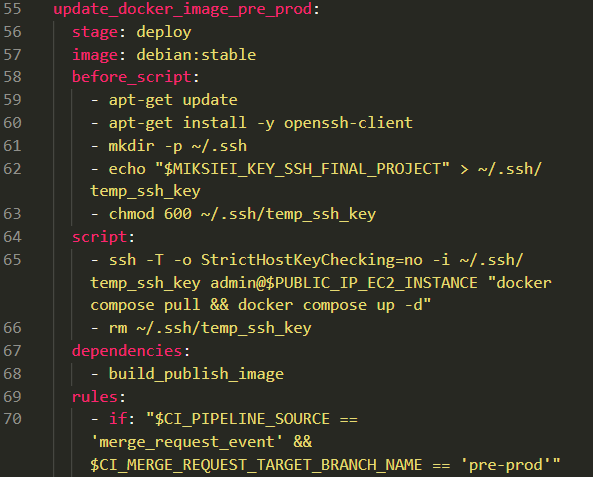 55 update_docker_image_pre_prod:
56 stage: deploy
57 image: debian:stable
58 before_script:
59 - apt-get update
60 - apt-get install -y openssh-client
61 - mkdir -p ~/.ssh
62 - echo "$MIKSIEI_KEY_SSH_FINAL_PROJECT" > ~/.ssh/
temp_ssh_key
63 - chmod 600 ~/.ssh/temp_ssh_key
64 script:
65 - ssh -T -o StrictHostKeyChecking=no -i ~/.ssh/
temp_ssh_key admin@$PUBLIC_IP_EC2_INSTANCE "docker
compose pull && docker compose up -d"
66 - rm ~/.ssh/temp_ssh_key
67 dependencies:
68 - build_publish_image
69 rules:
70 - if: "$CI_PIPELINE_SOURCE ==
'merge_request_event' &&
$CI_MERGE_REQUEST_TARGET_BRANCH_NAME == 'pre-prod'"